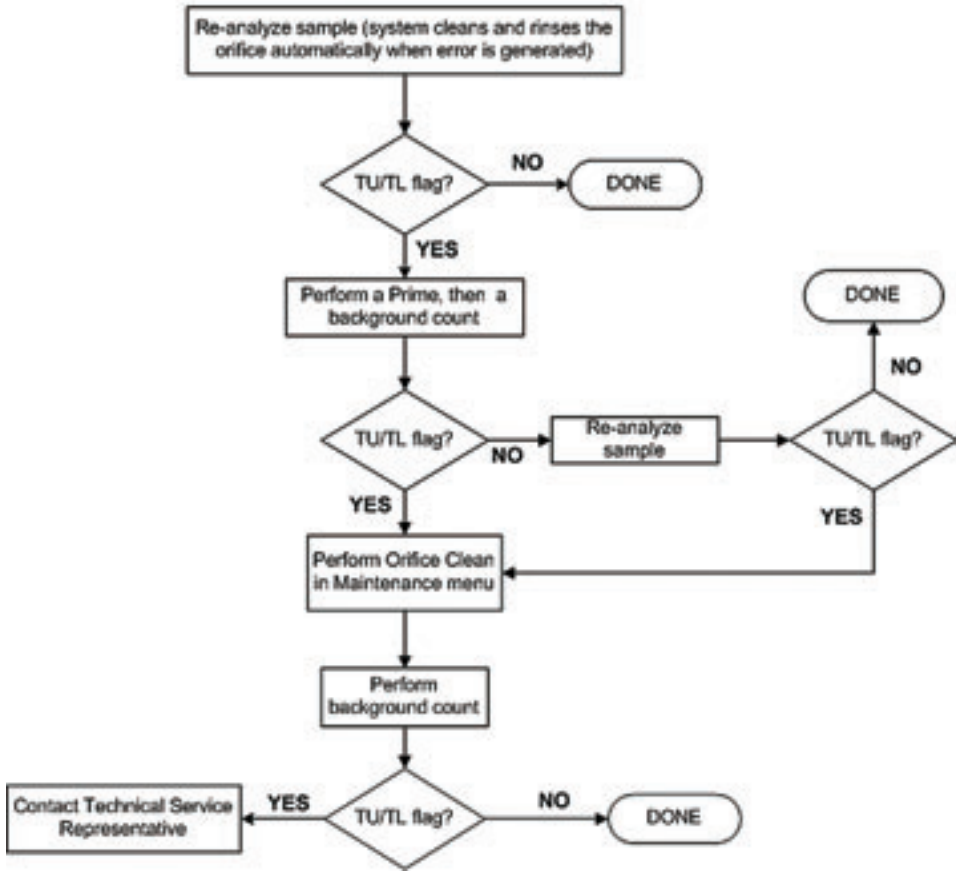 Re-analyze sample (system cleans and rinses the
orifice automatically when error is generated)
TU/TL flag?
NO
DONE
YES
Perform a Prime, then a
background count
DONE
NO
TU/TL flag?
NO
Re-analyze
sample
TU/TL flag?
YES
YES
Perform Orifice Clean
in Maintenance menu
Perform
background count
Contact Technical Service
Representative
YES
TU/TL flag?
NO
DONE